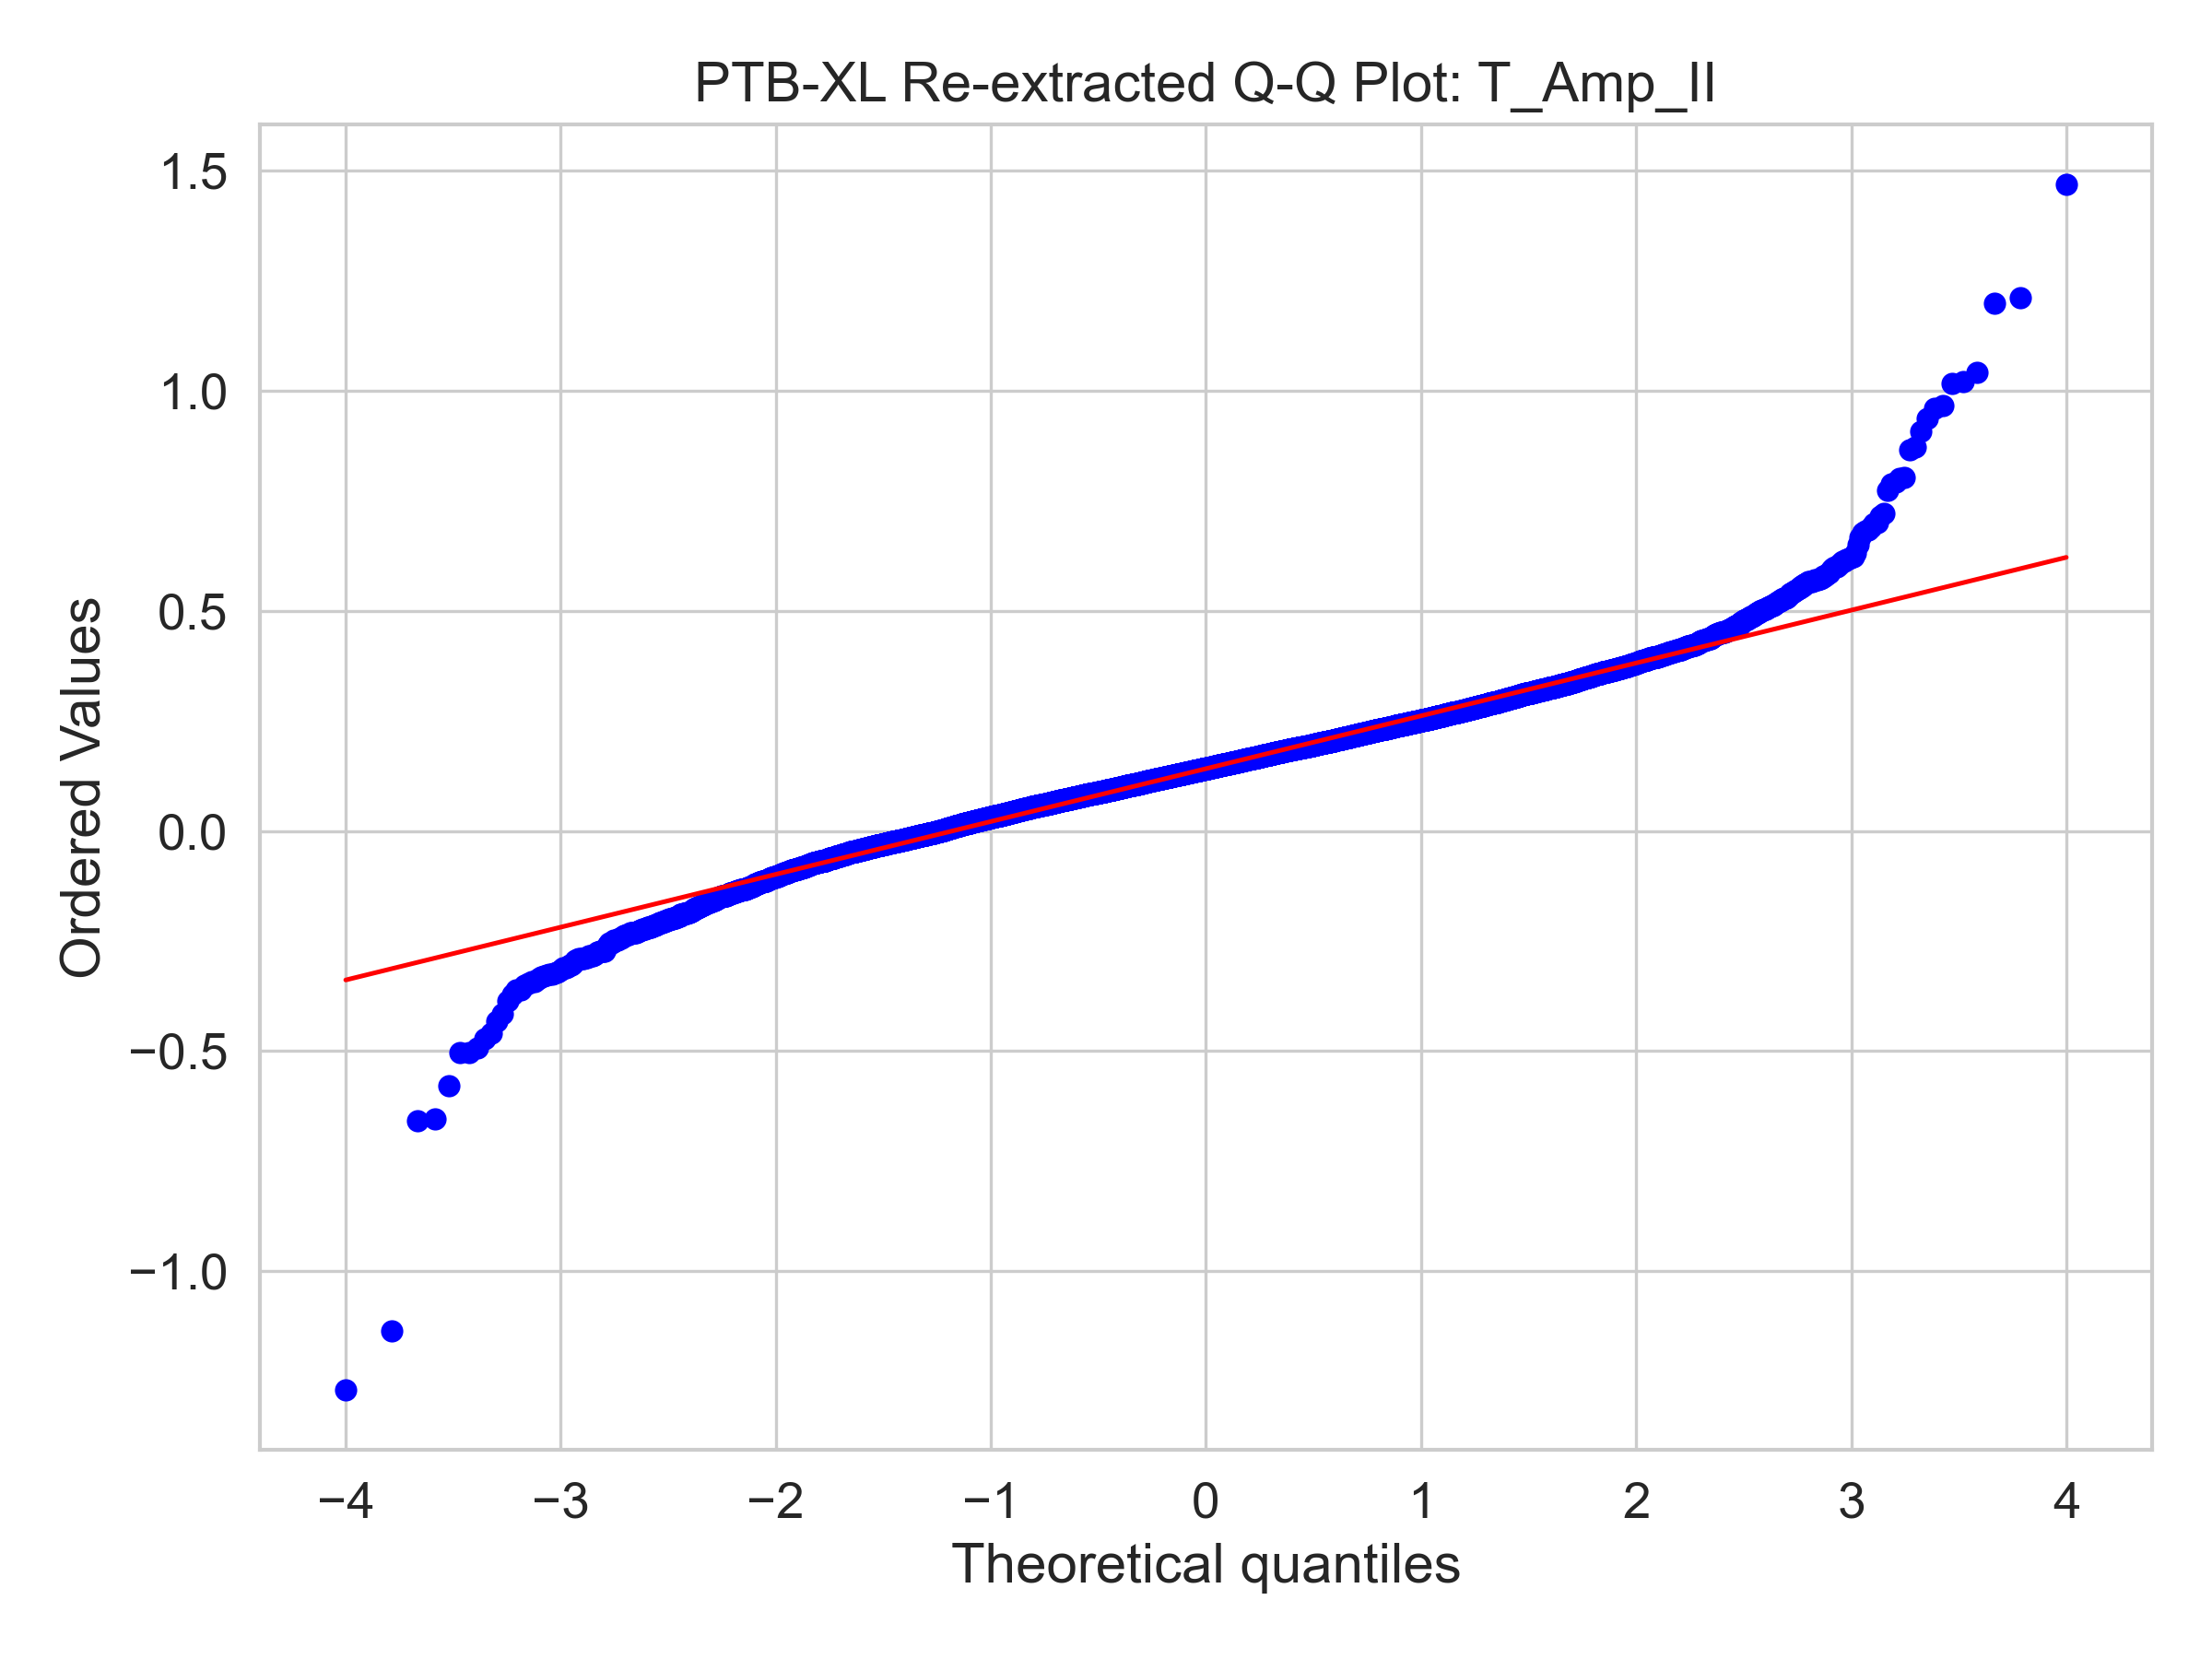 PTB-XL Re-extracted Q-Q Plot: T_Amp_II
1.5
1.0
0.5
0.0
−0.5
−1.0
Ordered Values
−4 −3 −2 −1 0 1 2 3 4
Theoretical quantiles